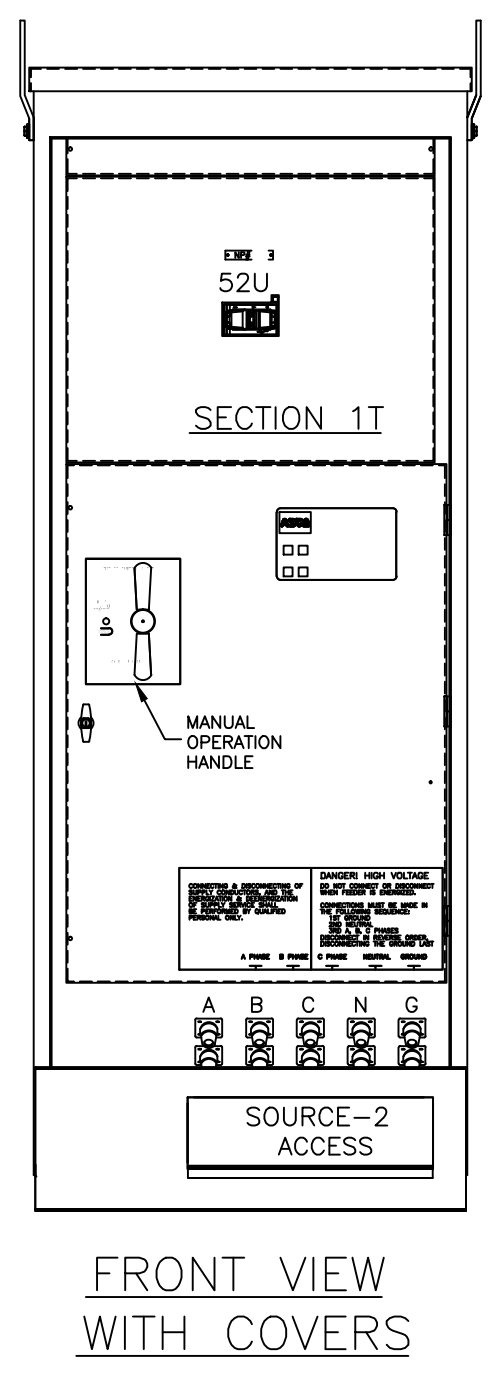 NP#
52U
SECTION 1T
MANUAL
OPERATION
HANDLE
CONNECTING & DISCONNECTING OF
SUPPLY CONDUCTORS, AND THE
ENERGIZATION & DEENERGIZATION
OF SUPPLY SERVICE SHALL
BE PERFORMED BY QUALIFIED
PERSONAL ONLY.
DANGER! HIGH VOLTAGE
DO NOT CONNECT OR DISCONNECT
WHEN FEEDER IS ENERGIZED.
CONNECTIONS MUST BE MADE IN
THE FOLLOWING SEQUENCE:
1ST GROUND
2ND NEUTRAL
3RD A, B, C PHASES
DISCONNECT IN REVERSE ORDER,
DISCONNECTING THE GROUND LAST
A PHASE B PHASE C PHASE NEUTRAL GROUND
A B C N G
SOURCE-2
ACCESS
FRONT VIEW
WITH COVERS